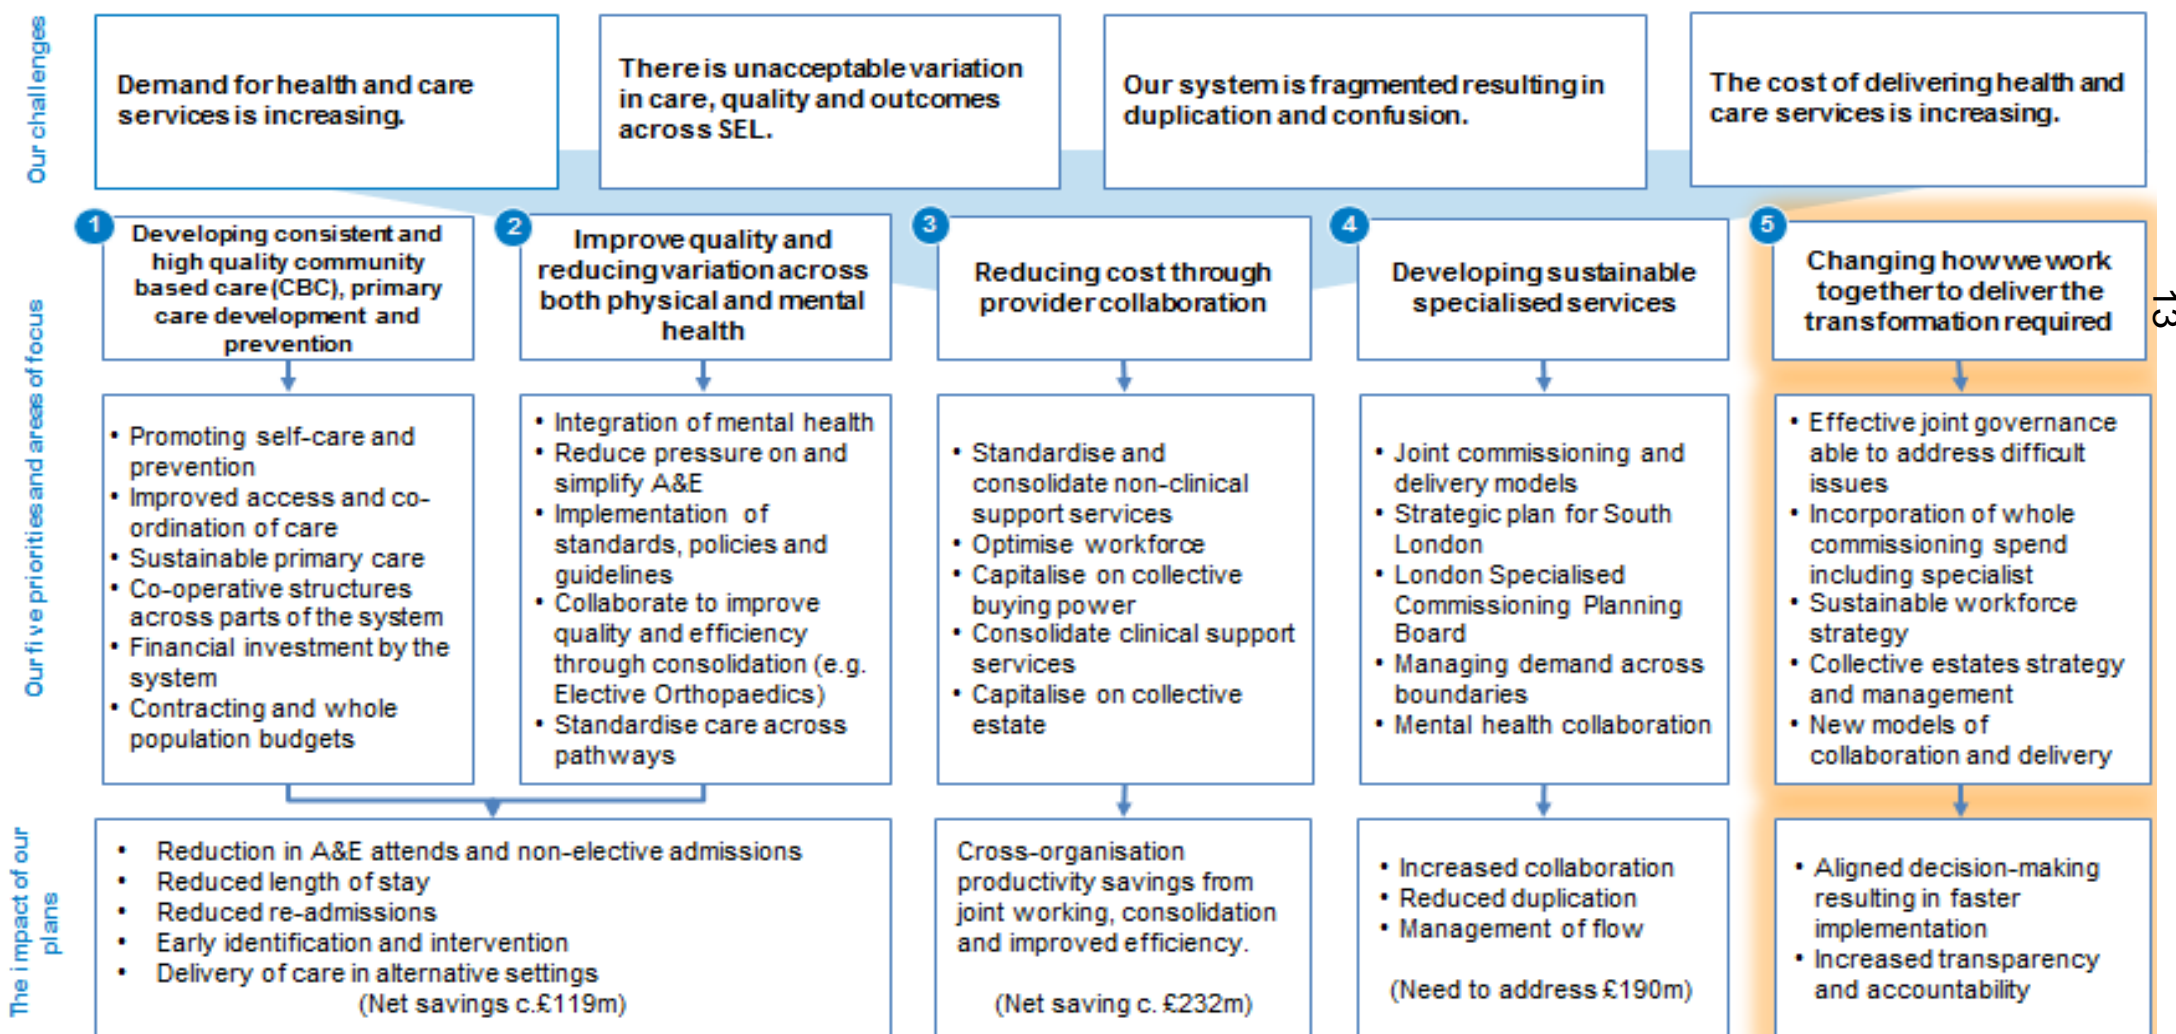 Our challenges
Demand for health and care
services is increasing.
There is unacceptable variation
in care, quality and outcomes
across SEL.
Our system is fragmented resulting in
duplication and confusion.
The cost of delivering health and
care services is increasing.
Our five priorities and areas of focus
1
Developing consistent and
high quality community
based care (CBC), primary
care development and
prevention
2
Improve quality and
reducing variation across
both physical and mental
health
3
Reducing cost through
provider collaboration
4
Developing sustainable
specialised services
5
Changing how we work
together to deliver the
transformation required
13
• Promoting self-care and
prevention
• Improved access and co-
ordination of care
• Sustainable primary care
• Co-operative structures
across parts of the system
• Financial investment by the
system
• Contracting and whole
population budgets
• Integration of mental health
• Reduce pressure on and
simplify A&E
• Implementation of
standards, policies and
guidelines
• Collaborate to improve
quality and efficiency
through consolidation (e.g.
Elective Orthopaedics)
• Standardise care across
pathways
• Standardise and
consolidate non-clinical
support services
• Optimise workforce
• Capitalise on collective
buying power
• Consolidate clinical support
services
• Capitalise on collective
estate
• Joint commissioning and
delivery models
• Strategic plan for South
London
• London Specialised
Commissioning Planning
Board
• Managing demand across
boundaries
• Mental health collaboration
• Effective joint governance
able to address difficult
issues
• Incorporation of whole
commissioning spend
including specialist
• Sustainable workforce
strategy
• Collective estates strategy
and management
• New models of
collaboration and delivery
The impact of our
plans
• Reduction in A&E attends and non-elective admissions
• Reduced length of stay
• Reduced re-admissions
• Early identification and intervention
• Delivery of care in alternative settings
(Net savings c.£119m)
Cross-organisation
productivity savings from
joint working, consolidation
and improved efficiency.
(Net saving c. £232m)
• Increased collaboration
• Reduced duplication
• Management of flow
(Need to address £190m)
• Aligned decision-making
resulting in faster
implementation
• Increased transparency
and accountability